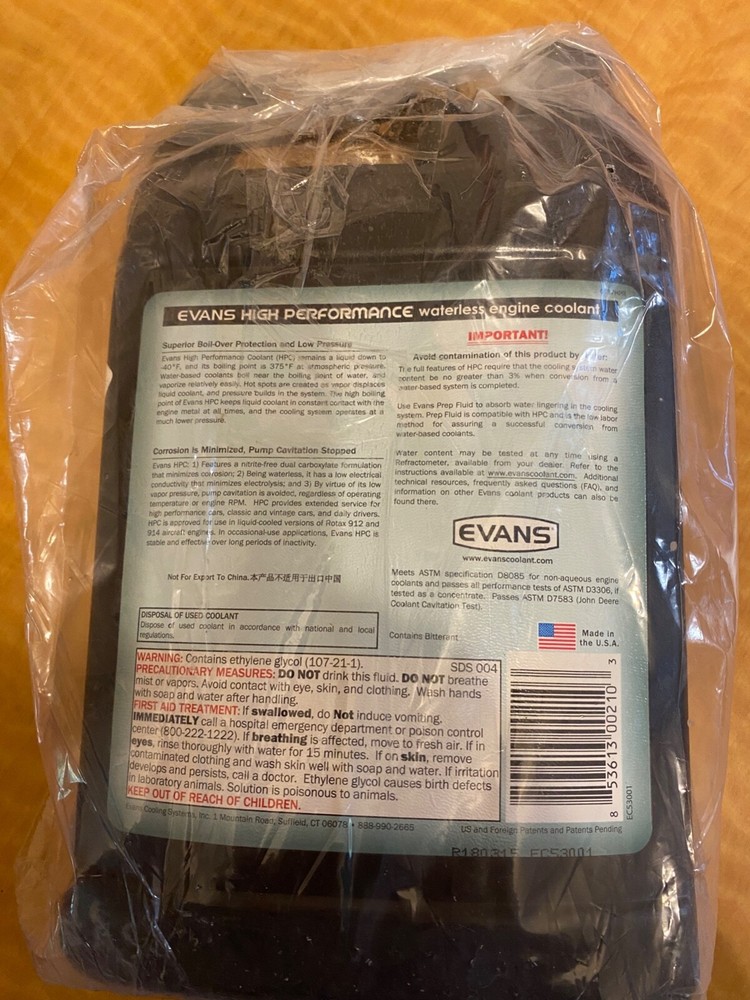 EVANS HIGH PERFORMANCE waterless engine coolant
Superior Boil-Over Protection and Low Pressure
Evans High Performance Coolant (HPC) remains a liquid down to
-40°F, and its boiling point is 375°F at atmospheric pressure.
Water-based coolants boil near the boiling point of water, and
vaporize relatively easily. Hot spots are created as vapor displaces
liquid coolant, and pressure builds in the system. The high boiling
point of Evans HPC keeps liquid coolant in constant contact with the
engine metal at all times, and the cooling system operates at a
much lower pressure.
Corrosion is Minimized, Pump Cavitation Stopped
Evans HPC: 1) Features a nitrite-free dual carboxylate formulation
that minimizes corrosion; 2) Being waterless, it has a low electrical
conductivity that minimizes electrolysis; and 3) By virtue of its low
vapor pressure, pump cavitation is avoided, regardless of operating
temperature or engine RPM. HPC provides extended service for
high performance cars, classic and vintage cars, and daily drivers.
HPC is approved for use in liquid-cooled versions of Rotax 912 and
914 aircraft engines. In occasional-use applications, Evans HPC is
stable and effective over long periods of inactivity.
Not For Export To China.本产品不适用于出口中国
DISPOSAL OF USED COOLANT
Dispose of used coolant in accordance with national and local
regulations.
IMPORTANT!
Avoid contamination of this product by
The full features of HPC require that the cooling system water
content be no greater than 3% when conversion from a
water-based system is completed.
Use Evans Prep Fluid to absorb water lingering in the cooling
system. Prep Fluid is compatible with HPC and is the low labor
method for assuring a successful conversion from
water-based coolants.
Water content may be tested at any time using a
Refractometer, available from your dealer. Refer to the
instructions available at www.evanscoolant.com. Additional
technical resources, frequently asked questions (FAQ), and
information on other Evans coolant products can also be
found there.
EVANS
www.evanscoolant.com
Meets ASTM specification D8085 for non-aqueous engine
coolants and passes all performance tests of ASTM D3306, if
tested as a concentrate. Passes ASTM D7583 (John Deere
Coolant Cavitation Test).
Contains Bitterant
Made in
the U.S.A.
WARNING: Contains ethylene glycol (107-21-1). SDS 004
PRECAUTIONARY MEASURES: DO NOT drink this fluid. DO NOT breathe
mist or vapors. Avoid contact with eye, skin, and clothing. Wash hands
with soap and water after handling.
FIRST AID TREATMENT: If swallowed, do Not induce vomiting.
IMMEDIATELY call a hospital emergency department or poison control
center (800-222-1222). If breathing is affected, move to fresh air. If in
eyes, rinse thoroughly with water for 15 minutes. If on skin, remove
contaminated clothing and wash skin well with soap and water. If irritation
develops and persists, call a doctor. Ethylene glycol causes birth defects
in laboratory animals. Solution is poisonous to animals.
KEEP OUT OF REACH OF CHILDREN.
8 53613 00210 3
EC53001
Evans Cooling Systems, Inc. 1 Mountain Road, Suffield, CT 06078 • 888-990-2665
US and Foreign Patents and Patents Pending
R180315 EC53001